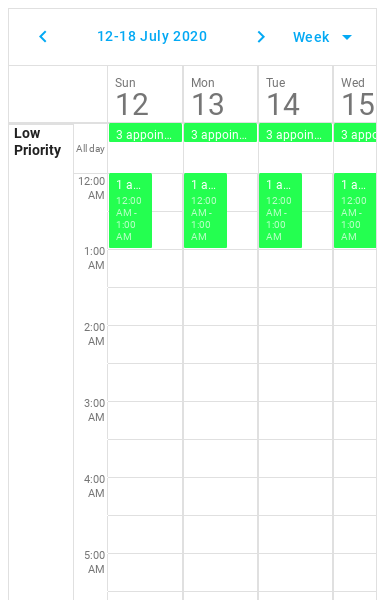 12-18 July 2020
Week
Sun
12
Mon
13
Tue
14
Wed
15
Low
Priority
All day
3 appoin...
3 appoin...
3 appoin...
3 appo
12:00
AM
1 a...
12:00
AM -
1:00
AM
1 a...
12:00
AM -
1:00
AM
1 a...
12:00
AM -
1:00
AM
1 a...
12:00
AM -
1:00
AM
1:00
AM
2:00
AM
3:00
AM
4:00
AM
5:00
AM